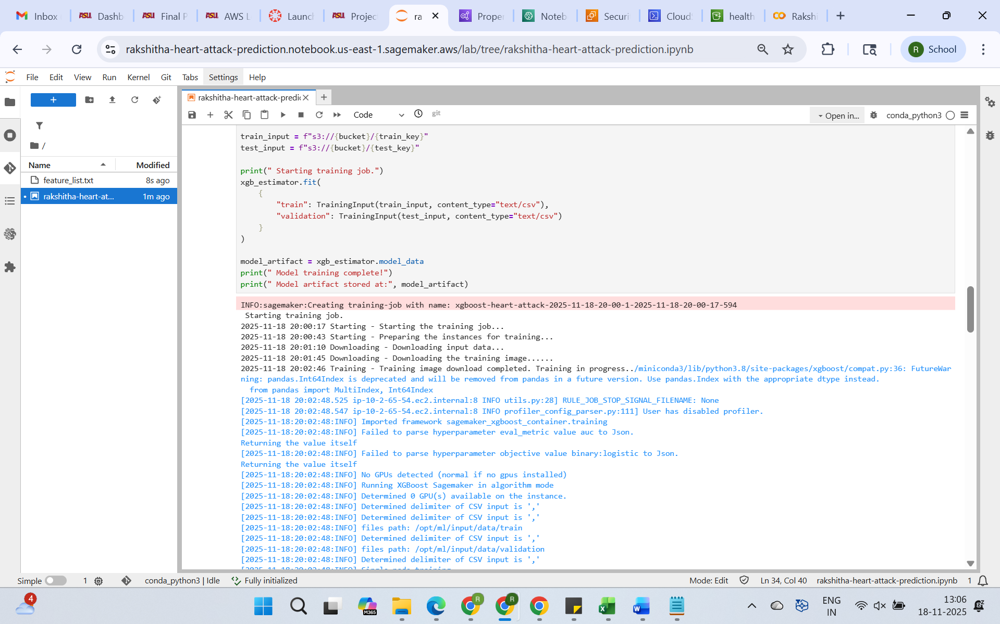 Inbox
Dashb
Final P
AWS L
Launch
Projec
ra
Proper
Noteb
Securi
CloudS
health
Rakshi
rakshitha-heart-attack-prediction.notebook.us-east-1.sagemaker.aws/lab/tree/rakshitha-heart-attack-prediction.ipynb
R School
File Edit View Run Kernel Git Tabs Settings Help
rakshitha-heart-attack-predic
Code
git
Open in...
conda_python3
/
Name Modified
feature_list.txt 8s ago
rakshitha-heart-at... 1m ago
train_input = f"s3://{bucket}/{train_key}"
test_input = f"s3://{bucket}/{test_key}"
print(" Starting training job.")
xgb_estimator.fit(
{
"train": TrainingInput(train_input, content_type="text/csv"),
"validation": TrainingInput(test_input, content_type="text/csv")
}
)
model_artifact = xgb_estimator.model_data
print(" Model training complete!")
print(" Model artifact stored at:", model_artifact)
INFO:sagemaker:Creating training-job with name: xgboost-heart-attack-2025-11-18-20-00-1-2025-11-18-20-00-17-594
Starting training job.
2025-11-18 20:00:17 Starting - Starting the training job...
2025-11-18 20:00:43 Starting - Preparing the instances for training...
2025-11-18 20:01:10 Downloading - Downloading input data...
2025-11-18 20:01:45 Downloading - Downloading the training image......
2025-11-18 20:02:46 Training - Training image download completed. Training in progress../miniconda3/lib/python3.8/site-packages/xgboost/compat.py:36: FutureWar
ning: pandas.Int64Index is deprecated and will be removed from pandas in a future version. Use pandas.Index with the appropriate dtype instead.
from pandas import MultiIndex, Int64Index
[2025-11-18 20:02:48.525 ip-10-2-65-54.ec2.internal:8 INFO utils.py:28] RULE_JOB_STOP_SIGNAL_FILENAME: None
[2025-11-18 20:02:48.547 ip-10-2-65-54.ec2.internal:8 INFO profiler_config_parser.py:111] User has disabled profiler.
[2025-11-18:20:02:48:INFO] Imported framework sagemaker_xgboost_container.training
[2025-11-18:20:02:48:INFO] Failed to parse hyperparameter eval_metric value auc to Json.
Returning the value itself
[2025-11-18:20:02:48:INFO] Failed to parse hyperparameter objective value binary:logistic to Json.
Returning the value itself
[2025-11-18:20:02:48:INFO] No GPUs detected (normal if no gpus installed)
[2025-11-18:20:02:48:INFO] Running XGBoost Sagemaker in algorithm mode
[2025-11-18:20:02:48:INFO] Determined 0 GPU(s) available on the instance.
[2025-11-18:20:02:48:INFO] Determined delimiter of CSV input is ','
[2025-11-18:20:02:48:INFO] Determined delimiter of CSV input is ','
[2025-11-18:20:02:48:INFO] files path: /opt/ml/input/data/train
[2025-11-18:20:02:48:INFO] Determined delimiter of CSV input is ','
[2025-11-18:20:02:48:INFO] files path: /opt/ml/input/data/validation
[2025-11-18:20:02:48:INFO] Determined delimiter of CSV input is ','
Simple 1 conda_python3 | Idle Fully initialized Mode: Edit Ln 34, Col 40 rakshitha-heart-attack-prediction.ipynb 1
4
M365
R
R
ENG
IN
13:06
18-11-2025